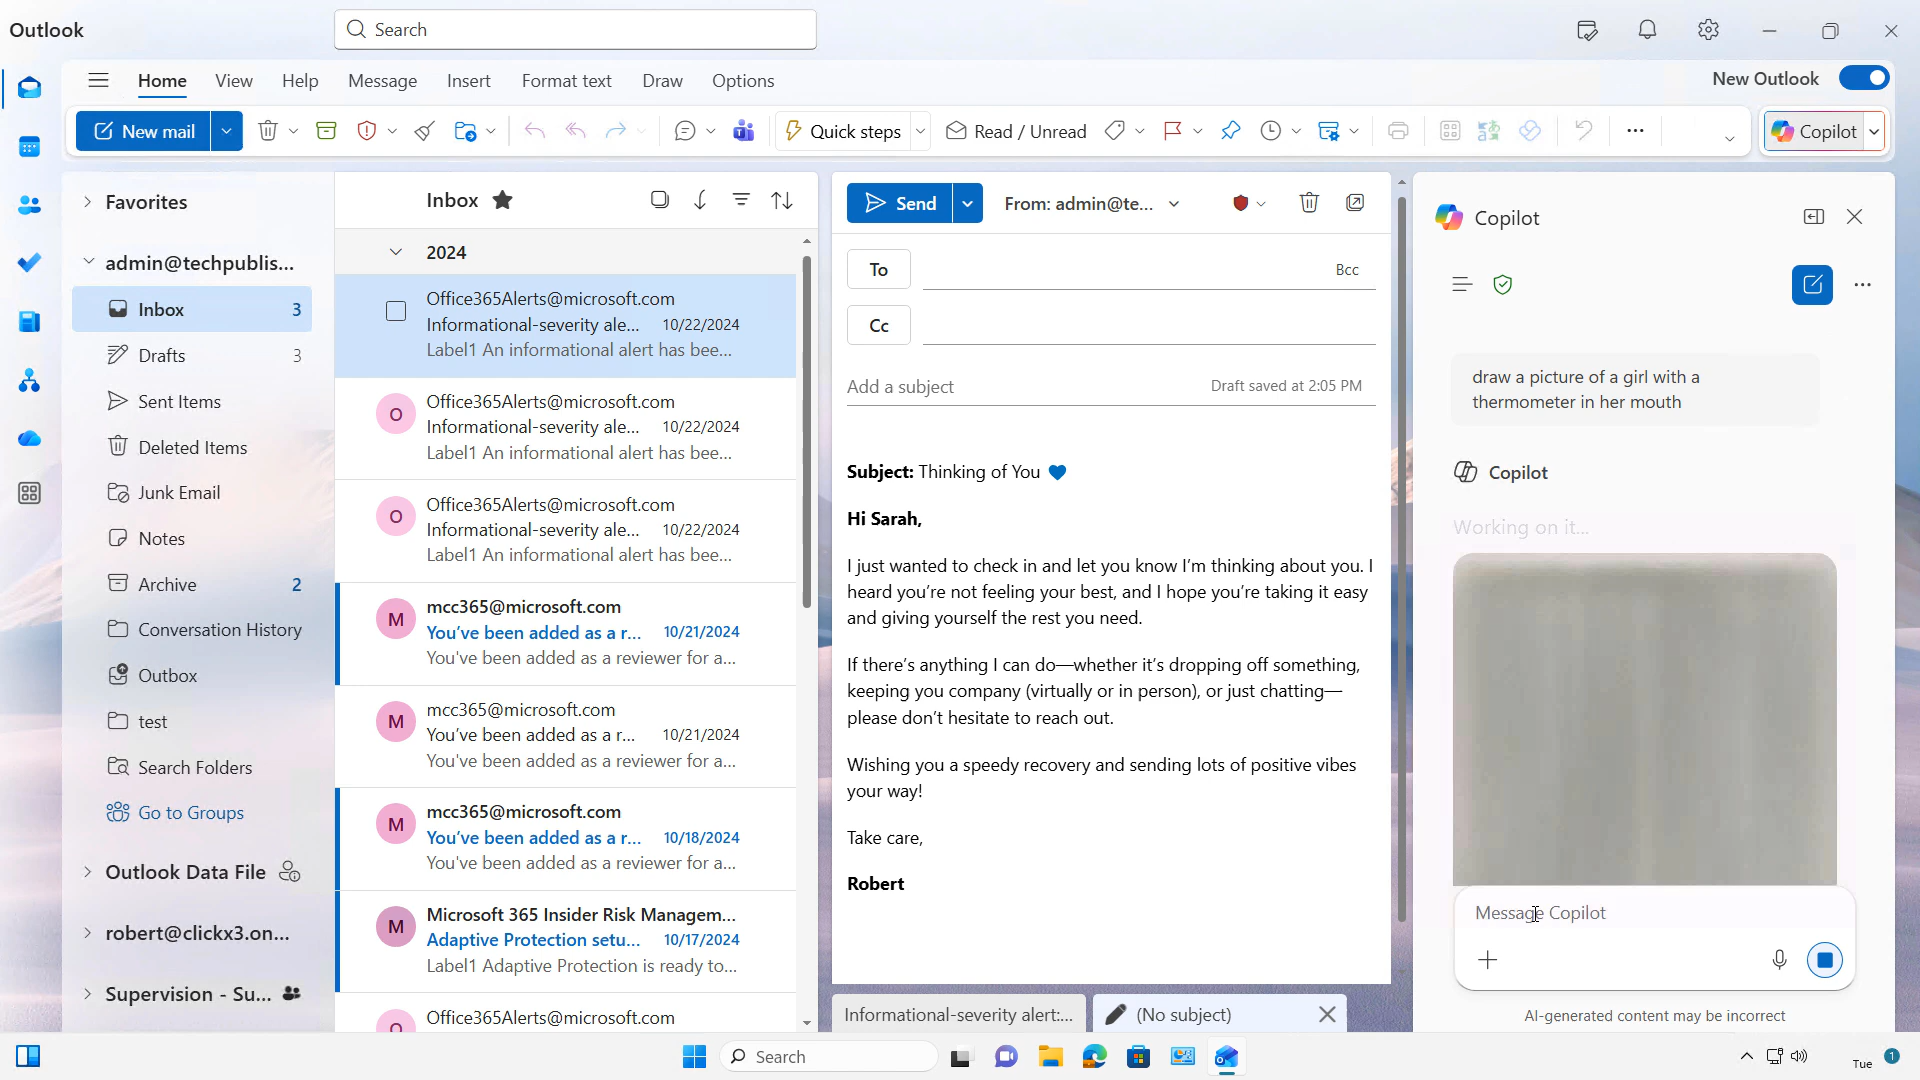 Outlook
Search
Home
View
Help
Message
Insert
Format text
Draw
Options
New Outlook
New mail
Quick steps
Read / Unread
Copilot
Favorites
admin@techpublis...
Inbox 3
Drafts 3
Sent Items
Deleted Items
Junk Email
Notes
Archive 2
Conversation History
Outbox
test
Search Folders
Go to Groups
Outlook Data File
robert@clickx3.on...
Supervision - Su...
Inbox
2024
Office365Alerts@microsoft.com
Informational-severity ale... 10/22/2024
Label1 An informational alert has bee...
O
Office365Alerts@microsoft.com
Informational-severity ale... 10/22/2024
Label1 An informational alert has bee...
O
Office365Alerts@microsoft.com
Informational-severity ale... 10/22/2024
Label1 An informational alert has bee...
M
mcc365@microsoft.com
You've been added as a r... 10/21/2024
You've been added as a reviewer for a...
M
mcc365@microsoft.com
You've been added as a r... 10/21/2024
You've been added as a reviewer for a...
M
mcc365@microsoft.com
You've been added as a r... 10/18/2024
You've been added as a reviewer for a...
M
Microsoft 365 Insider Risk Managem...
Adaptive Protection setu... 10/17/2024
Label1 Adaptive Protection is ready to...
O
Office365Alerts@microsoft.com
Send
From: admin@te...
To
Bcc
Cc
Add a subject
Draft saved at 2:05 PM
Subject: Thinking of You 💙
Hi Sarah,
I just wanted to check in and let you know I'm thinking about you. I
heard you're not feeling your best, and I hope you're taking it easy
and giving yourself the rest you need.
If there's anything I can do—whether it's dropping off something,
keeping you company (virtually or in person), or just chatting—
please don't hesitate to reach out.
Wishing you a speedy recovery and sending lots of positive vibes
your way!
Take care,
Robert
Informational-severity alert:...
(No subject)
Copilot
draw a picture of a girl with a
thermometer in her mouth
Copilot
Working on it...
Message Copilot
AI-generated content may be incorrect
Search
Tue
1